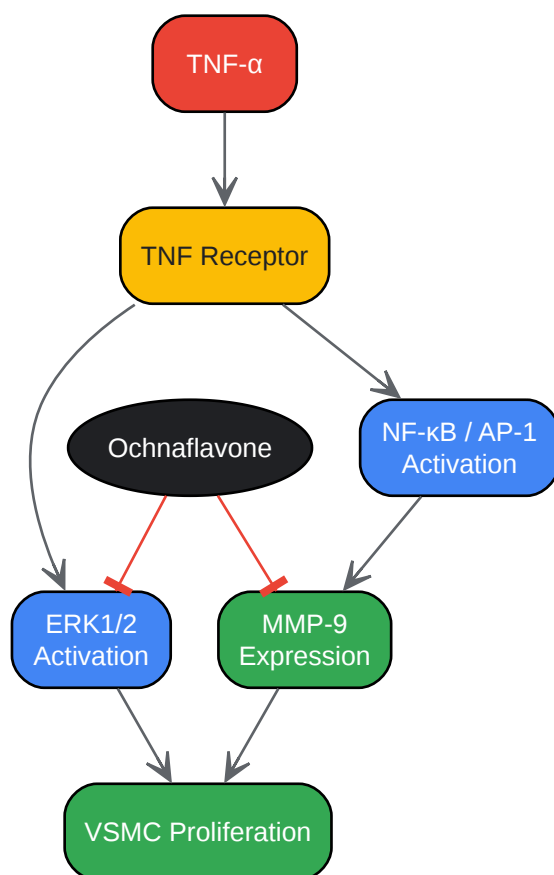 TNF-α
TNF Receptor
NF-κB / AP-1
Activation
Ochnaflavone
ERK1/2
Activation
MMP-9
Expression
VSMC Proliferation